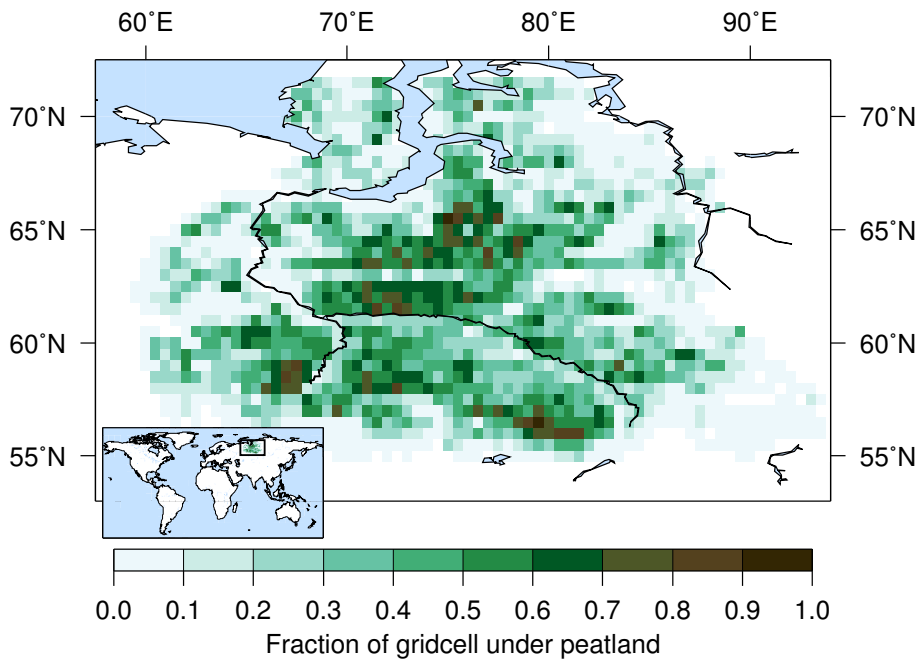 60˚E 70˚E 80˚E 90˚E
70˚N 70˚N
65˚N 65˚N
60˚N 60˚N
55˚N 55˚N
0.0 0.1 0.2 0.3 0.4 0.5 0.6 0.7 0.8 0.9 1.0
Fraction of gridcell under peatland